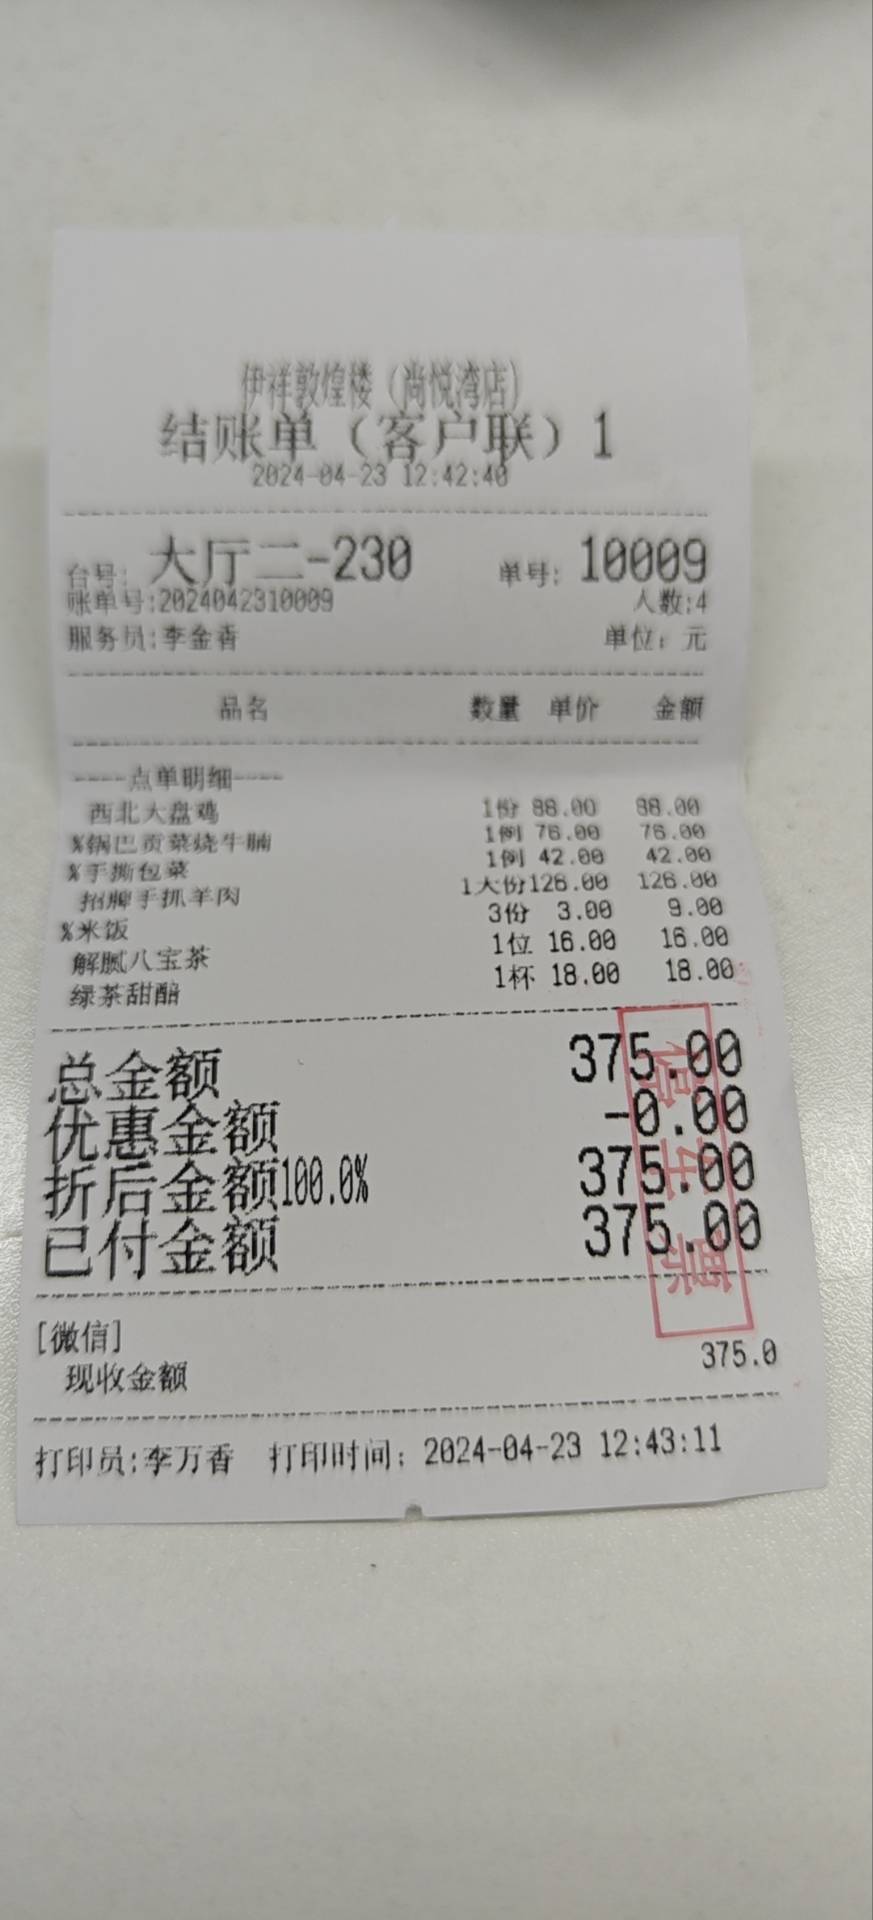 伊祥敦煌楼（尚悦湾店）
结账单（客户联）1
2024-04-23 12:42:40
台号: 大厅二-230 单号: 10009
账单号:2024042310009 人数:4
服务员:李金香 单位：元
品名 数量 单价 金额
----点单明细----
西北大盘鸡 1份 88.00 88.00
%锅巴贡菜烧牛腩 1例 76.00 76.00
%手撕包菜 1例 42.00 42.00
招牌手抓羊肉 1大份126.00 126.00
%米饭 3份 3.00 9.00
解腻八宝茶 1位 16.00 16.00
绿茶甜醅 1杯 18.00 18.00
总金额 375.00
优惠金额 -0.00
折后金额100.0% 375.00
已付金额 375.00
停车票
[微信]
现收金额 375.0
打印员:李万香 打印时间：2024-04-23 12:43:11